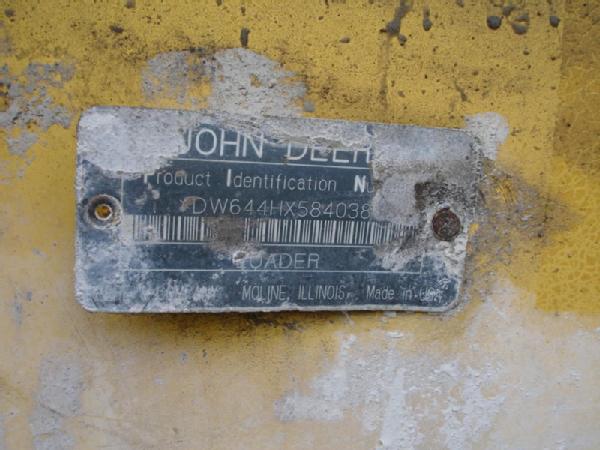 JOHN DEER
Product Identification Nu
DW644HX584038
LOADER
MOLINE, ILLINOIS, Made in USA